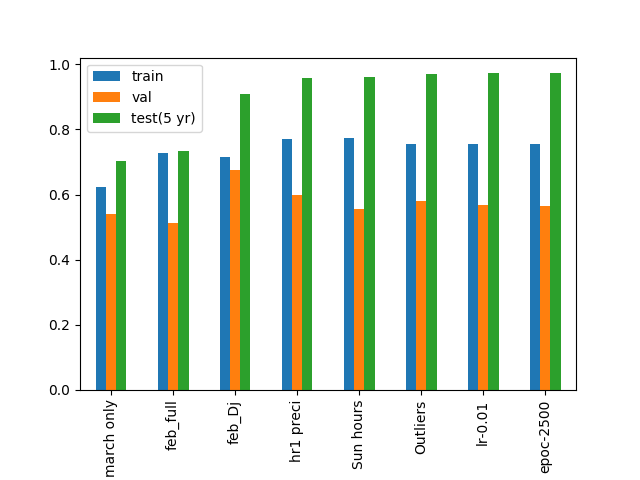 1.0
0.8
0.6
0.4
0.2
0.0
train
val
test(5 yr)
march only
feb_full
feb_Dj
hr1 preci
Sun hours
Outliers
lr-0.01
epoc-2500